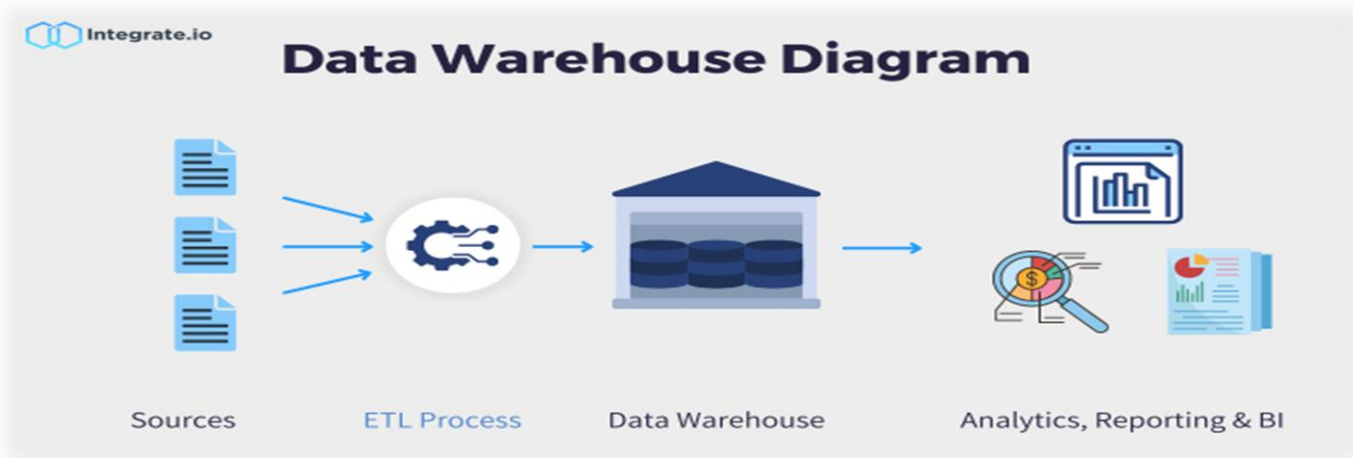 Integrate.io
Data Warehouse Diagram
Sources
ETL Process
Data Warehouse
Analytics, Reporting & BI